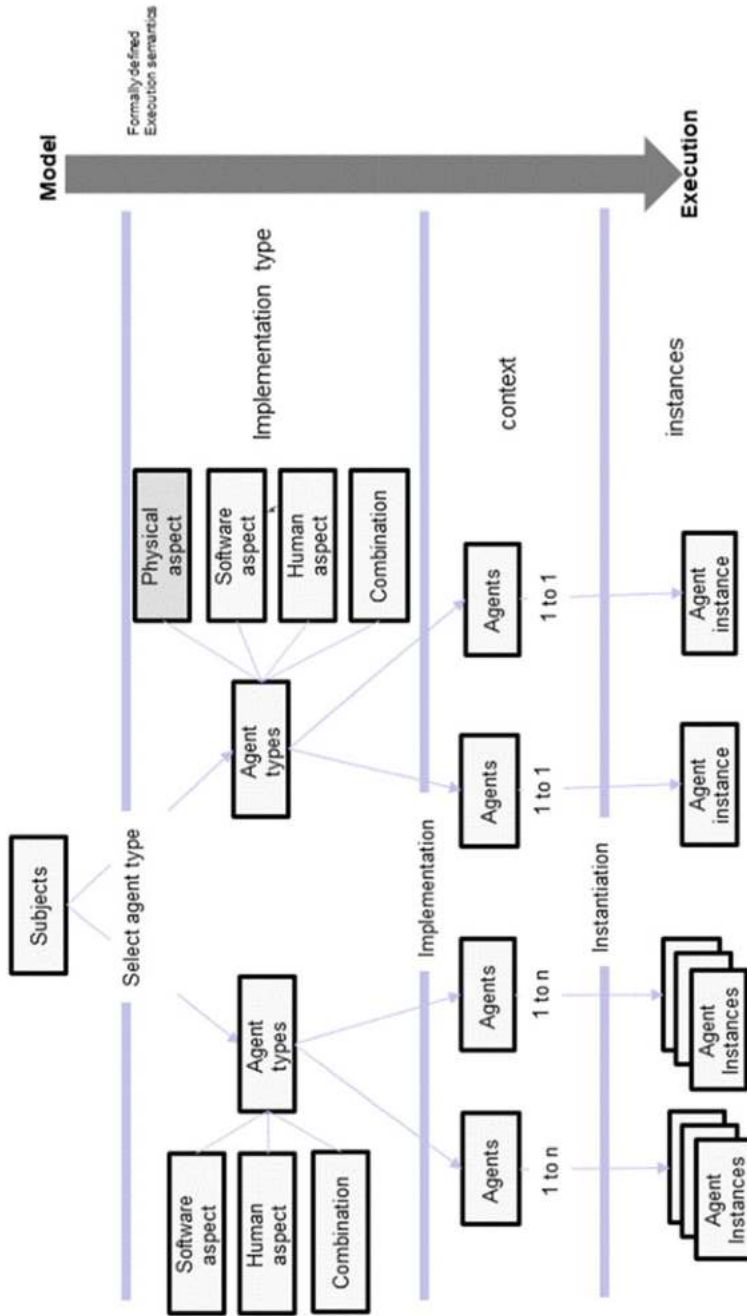 Subjects
Model
Select agent type
Formally defined
Execution semantics
Software
aspect
Human
aspect
Combination
Agent
types
Agent
types
Physical
aspect
Software
aspect
Human
aspect
Combination
Implementation type
Implementation
Agents
Agents
Agents
Agents
context
1 to n
1 to n
1 to 1
1 to 1
Instantiation
Agent
Instances
Agent
Instances
Agent
instance
Agent
instance
instances
Execution